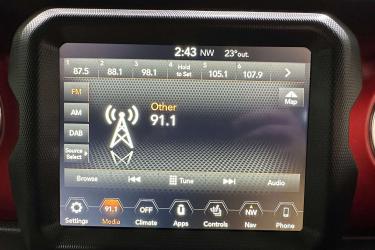 2:43 NW 23°out.
1 2 3 4 5 6
87.5 88.1 98.1 Hold to Set 105.1 107.9
FM
Map
AM
Other
91.1
DAB
Source Select
Browse Tune Audio
91.1 OFF NW
Settings Media Climate Apps Controls Nav Phone